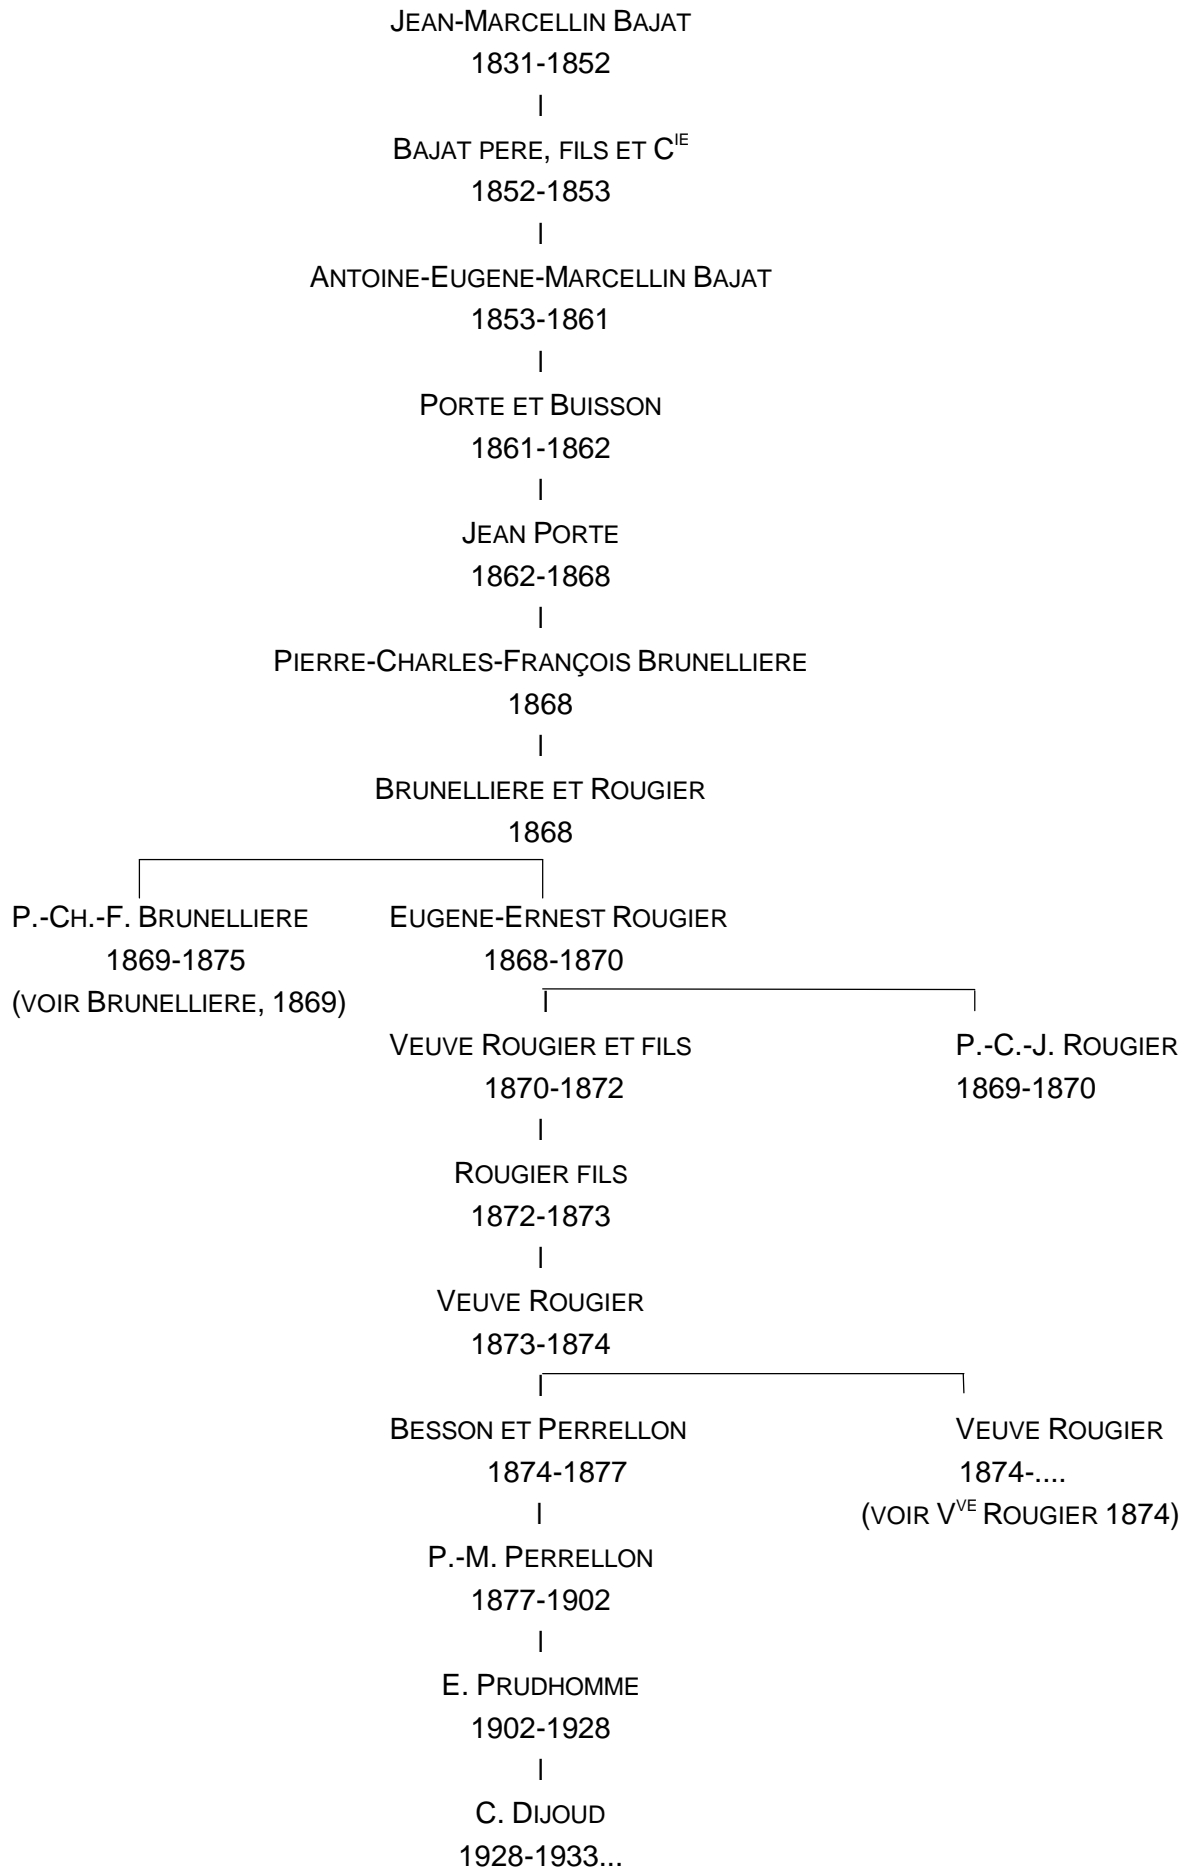 JEAN-MARCELLIN BAJAT
1831-1852
BAJAT PERE, FILS ET CIE
1852-1853
ANTOINE-EUGENE-MARCELLIN BAJAT
1853-1861
PORTE ET BUISSON
1861-1862
JEAN PORTE
1862-1868
PIERRE-CHARLES-FRANÇOIS BRUNELLIERE
1868
BRUNELLIERE ET ROUGIER
1868
P.-CH.-F. BRUNELLIERE EUGENE-ERNEST ROUGIER
1869-1875 1868-1870
(VOIR BRUNELLIERE, 1869)
VEUVE ROUGIER ET FILS P.-C.-J. ROUGIER
1870-1872 1869-1870
ROUGIER FILS
1872-1873
VEUVE ROUGIER
1873-1874
BESSON ET PERRELLON VEUVE ROUGIER
1874-1877 1874-....
(VOIR VVE ROUGIER 1874)
P.-M. PERRELLON
1877-1902
E. PRUDHOMME
1902-1928
C. DIJOUD
1928-1933...